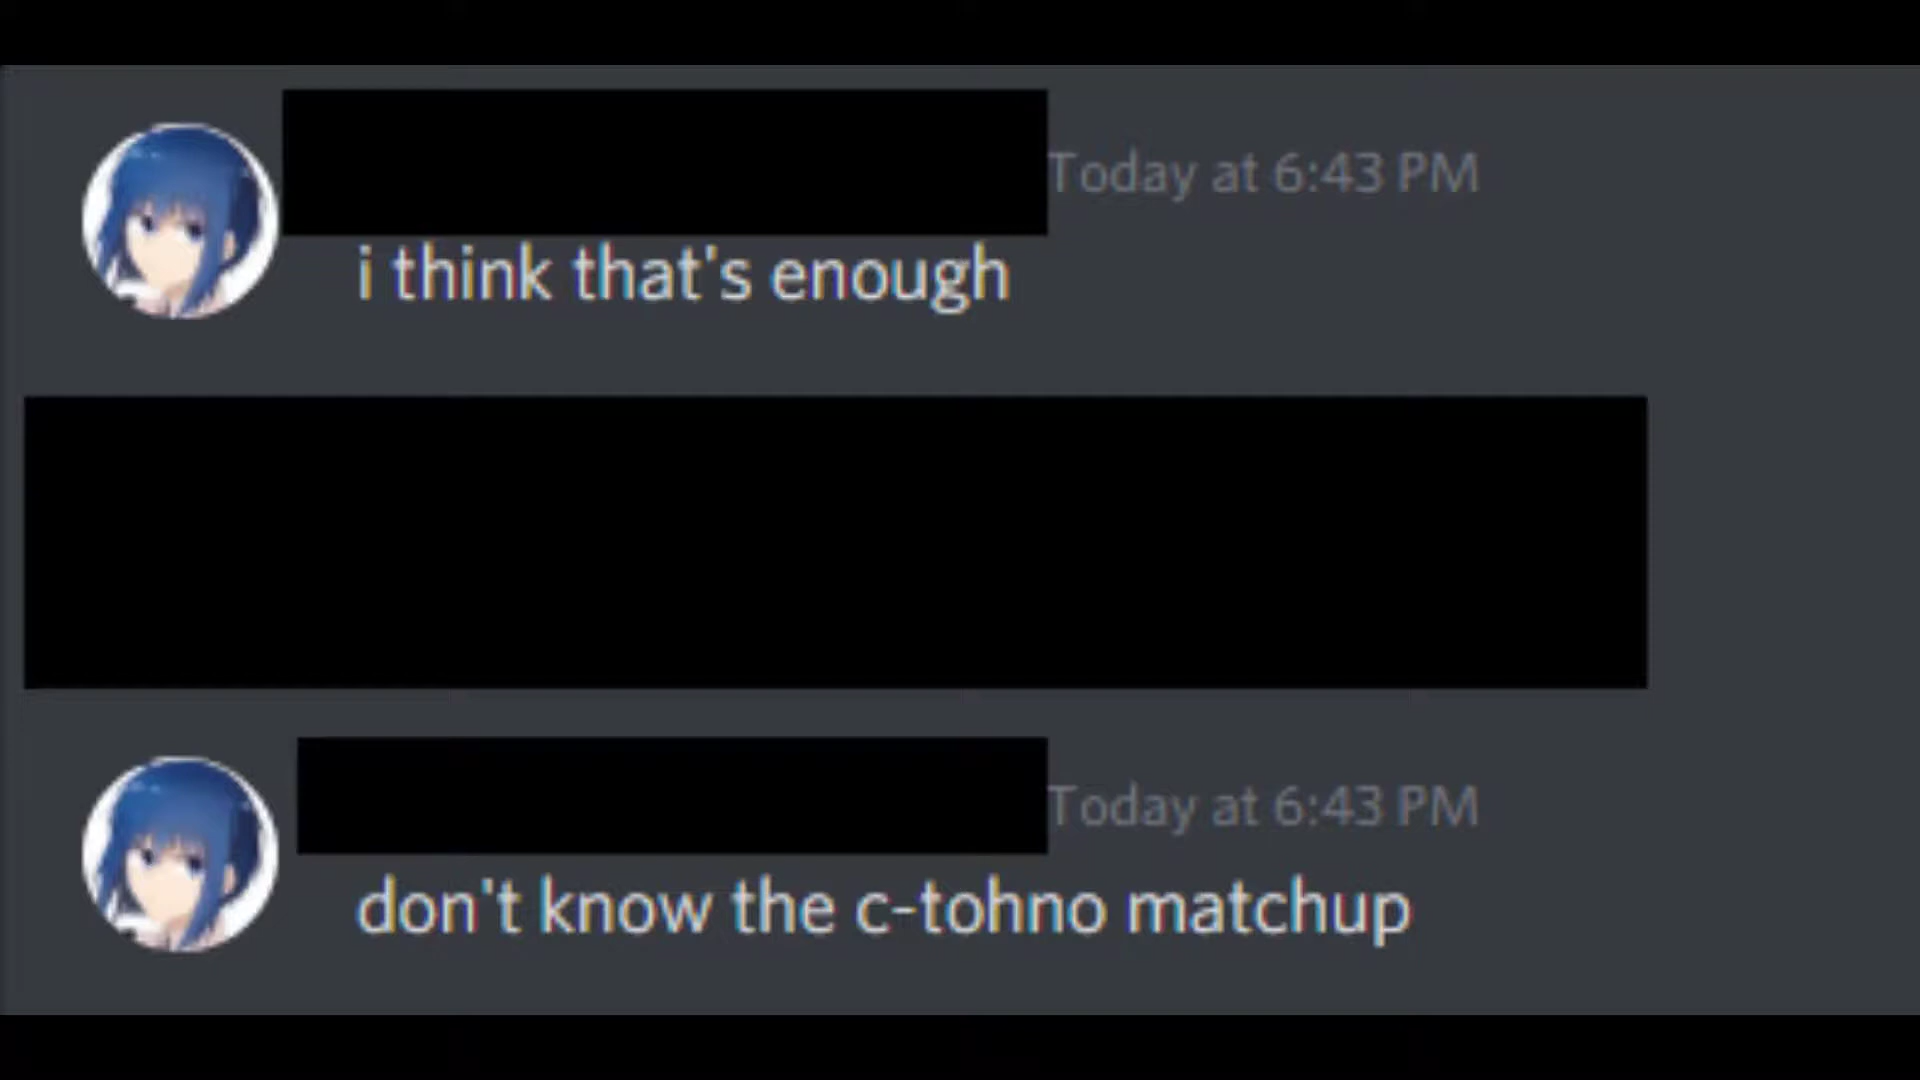 Today at 6:43 PM
i think that's enough
Today at 6:43 PM
don't know the c-tohno matchup